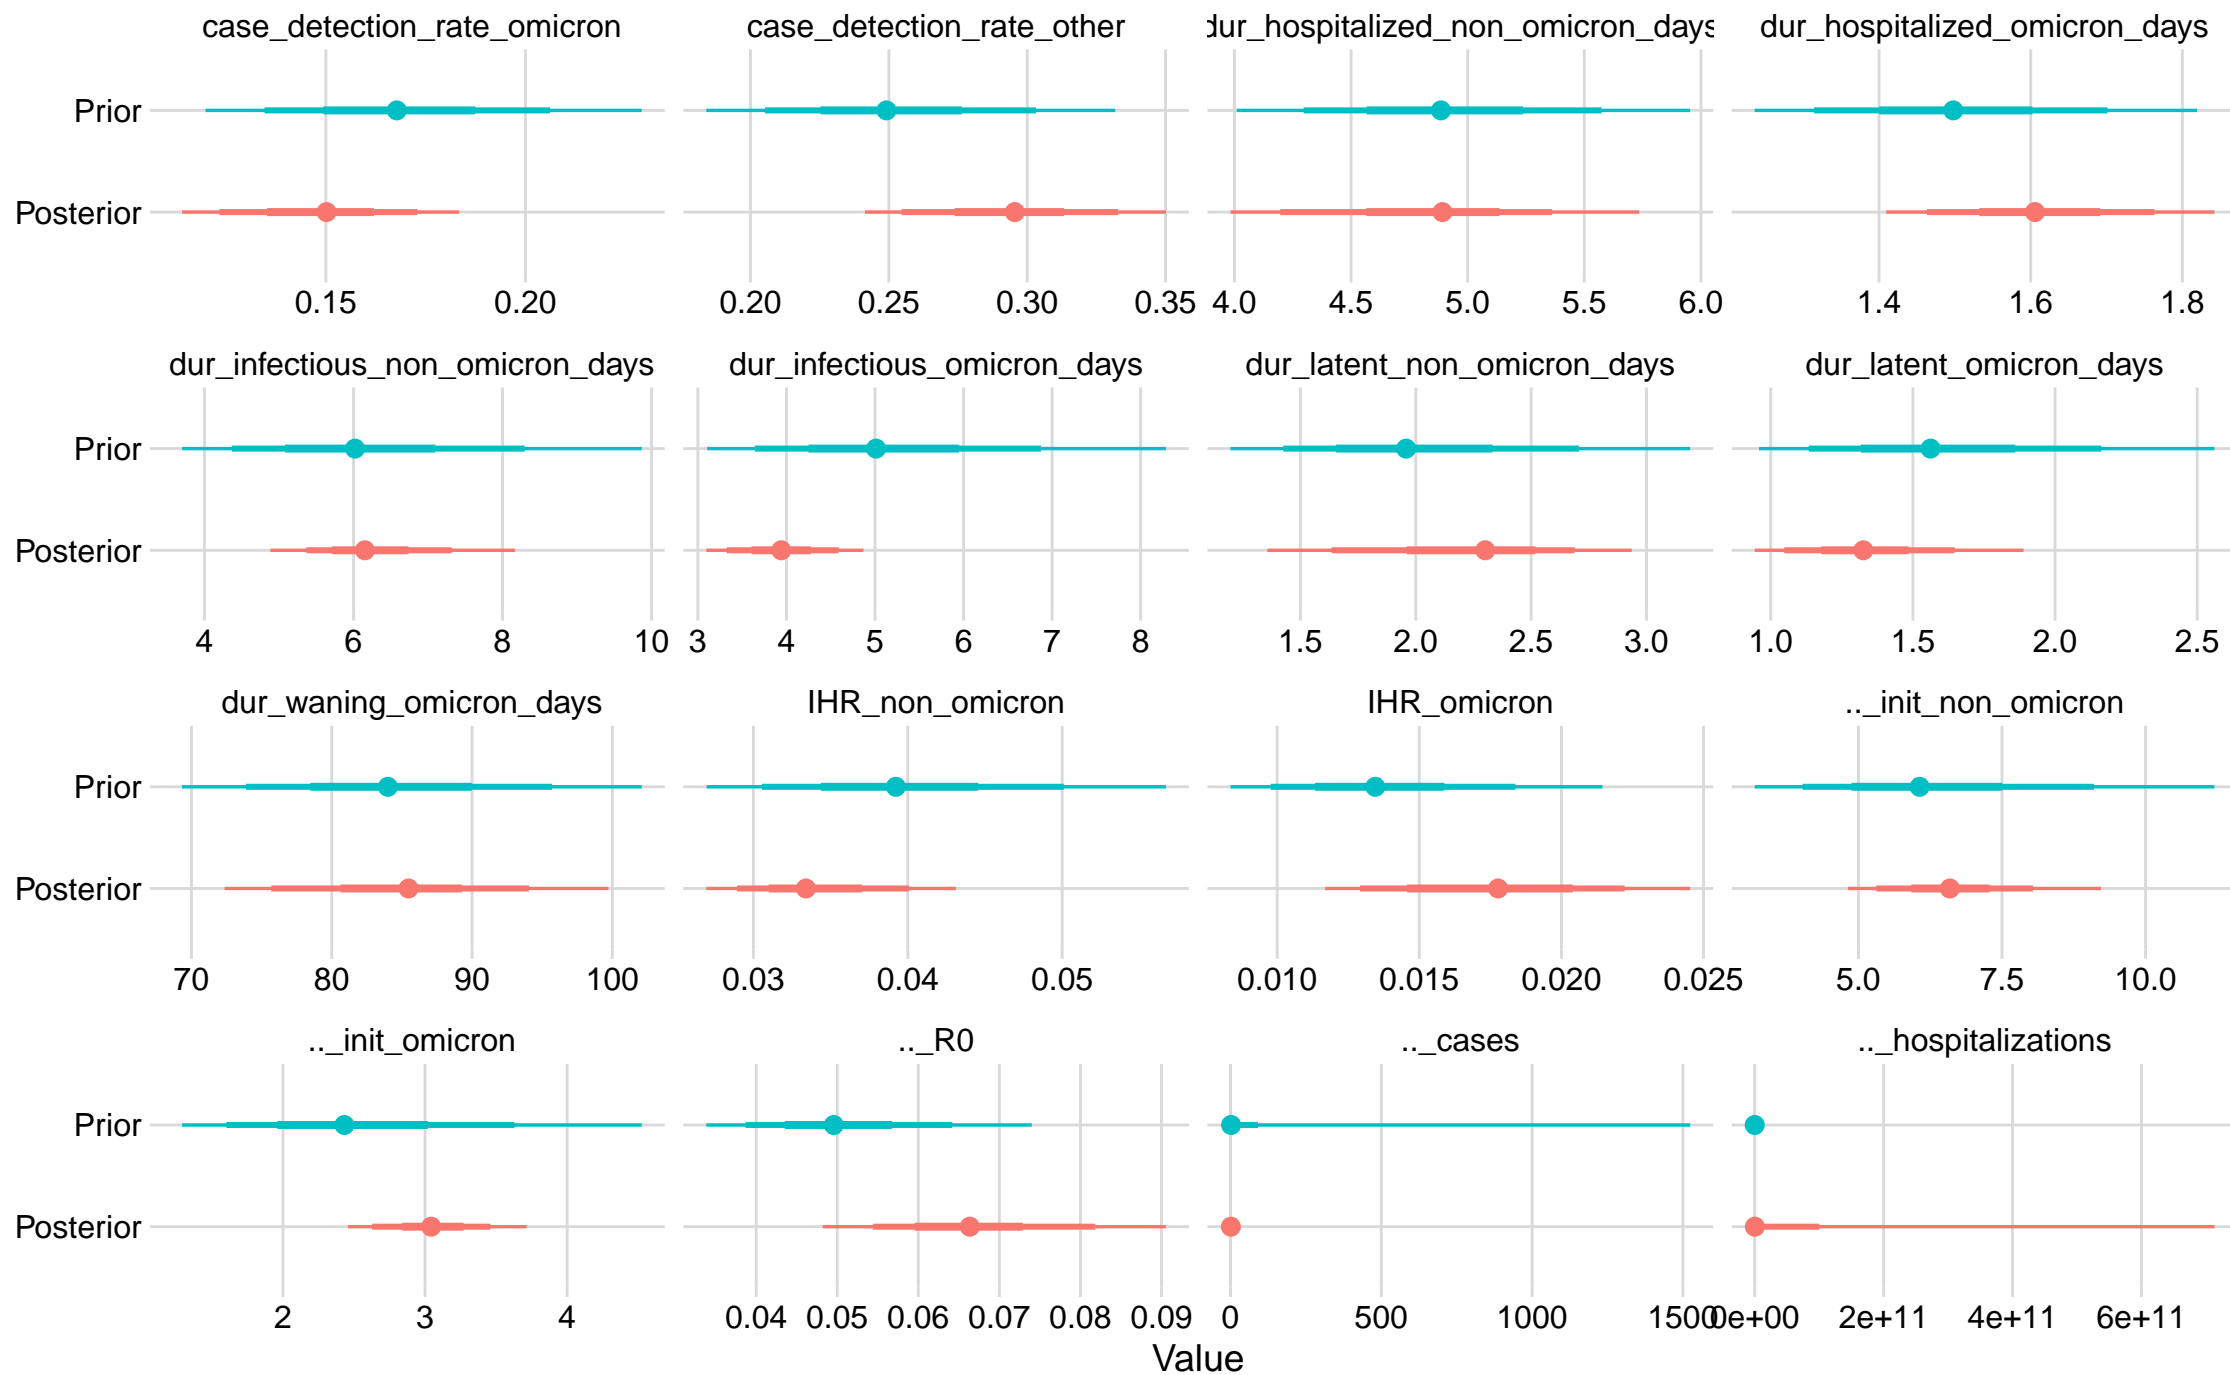 case_detection_rate_omicron case_detection_rate_other dur_hospitalized_non_omicron_days dur_hospitalized_omicron_days
Prior
Posterior
0.15 0.20 0.20 0.25 0.30 0.35 4.0 4.5 5.0 5.5 6.0 1.4 1.6 1.8
dur_infectious_non_omicron_days dur_infectious_omicron_days dur_latent_non_omicron_days dur_latent_omicron_days
Prior
Posterior
4 6 8 10 3 4 5 6 7 8 1.5 2.0 2.5 3.0 1.0 1.5 2.0 2.5
dur_waning_omicron_days IHR_non_omicron IHR_omicron .._init_non_omicron
Prior
Posterior
70 80 90 100 0.03 0.04 0.05 0.010 0.015 0.020 0.025 5.0 7.5 10.0
.._init_omicron .._R0 .._cases .._hospitalizations
Prior
Posterior
2 3 4 0.04 0.05 0.06 0.07 0.08 0.09 0 500 1000 1500 0e+00 2e+11 4e+11 6e+11
Value